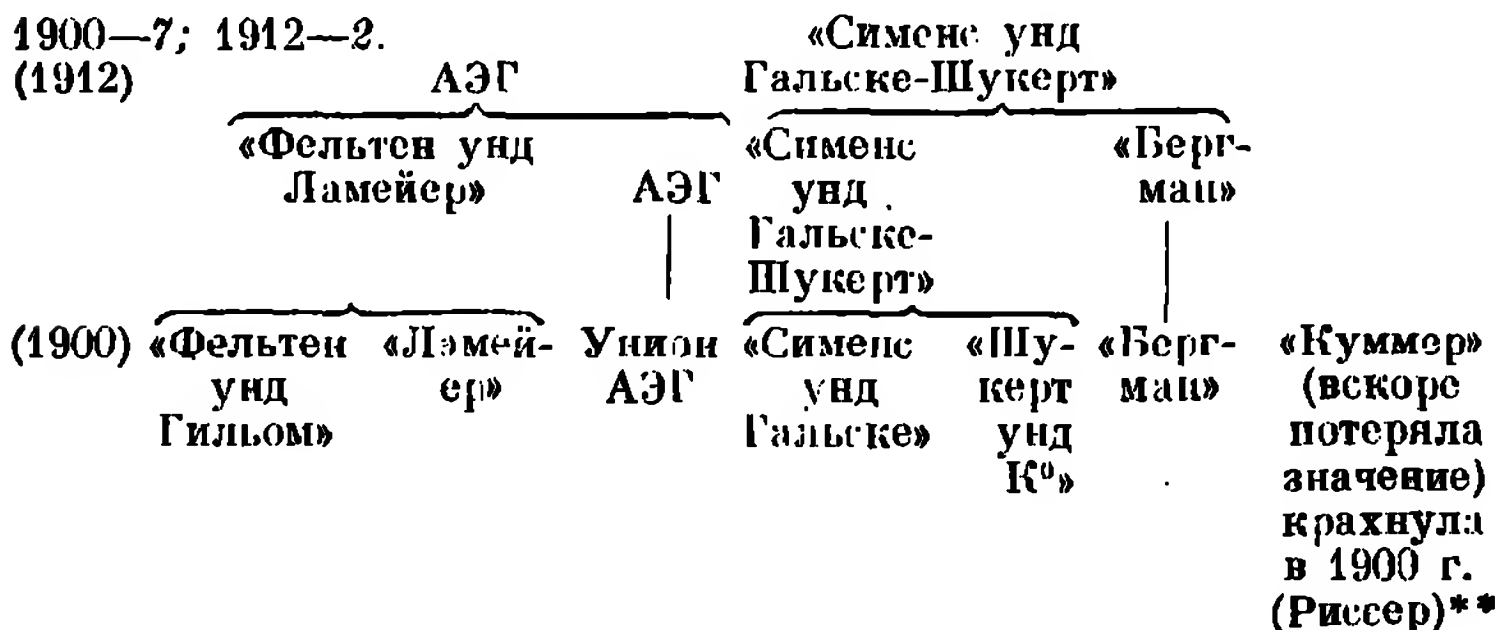 1900—7; 1912—2.
«Сименс унд
(1912) АЭГ Гальске-Шукерт»
«Фельтен унд «Сименс «Берг-
Ламейер» АЭГ унд ман»
Гальске-
Шукерт»
(1900) «Фельтен «Ламей- Унион «Сименс «Шу- «Берг- «Куммер»
унд ер» АЭГ унд керт ман» (вскоре
Гильом» Гальске» унд потеряла
К⁰» значение)
крахнула
в 1900 г.
(Риссер)**